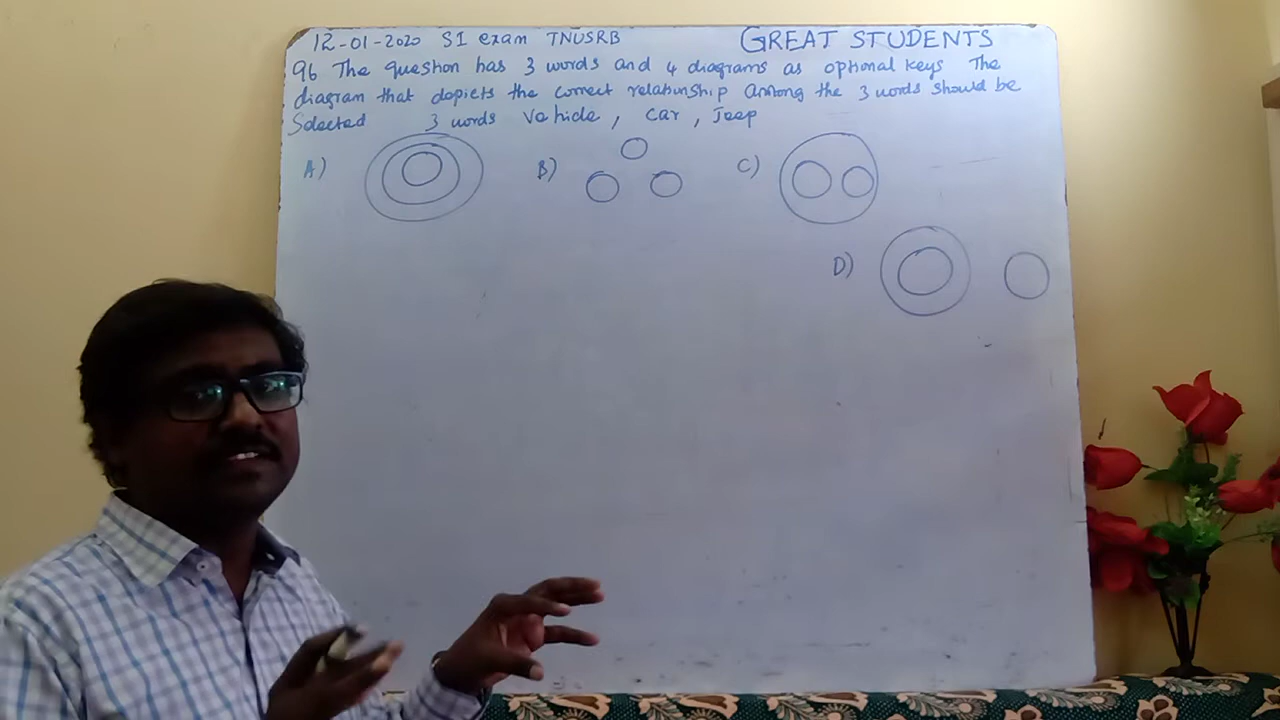 12-01-2020 SI exam TNUSRB GREAT STUDENTS
96 The question has 3 words and 4 diagrams as optional keys The
diagram that depicts the correct relationship among the 3 words should be
Selected 3 words Vehicle, Car, Jeep
A) B) C)
D)